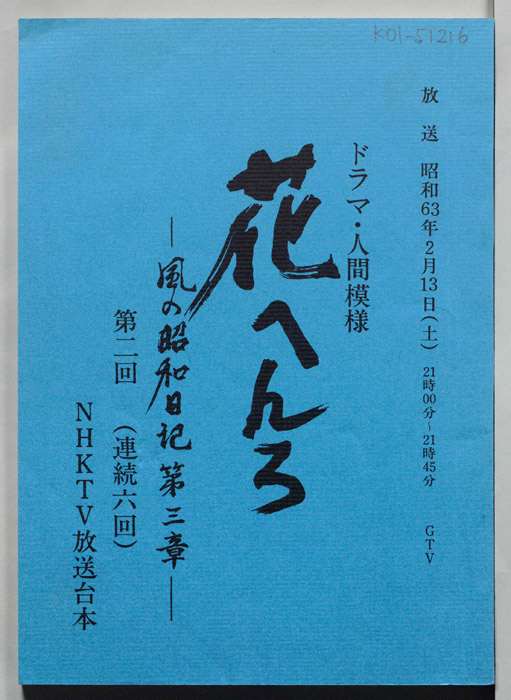 K01-51216
放送 昭和63年2月13日(土) 21時00分~21時45分 GTV
ドラマ・人間模様
花へんろ
―風の昭和日記 第三章―
第二回 (連続六回)
NHKTV放送台本